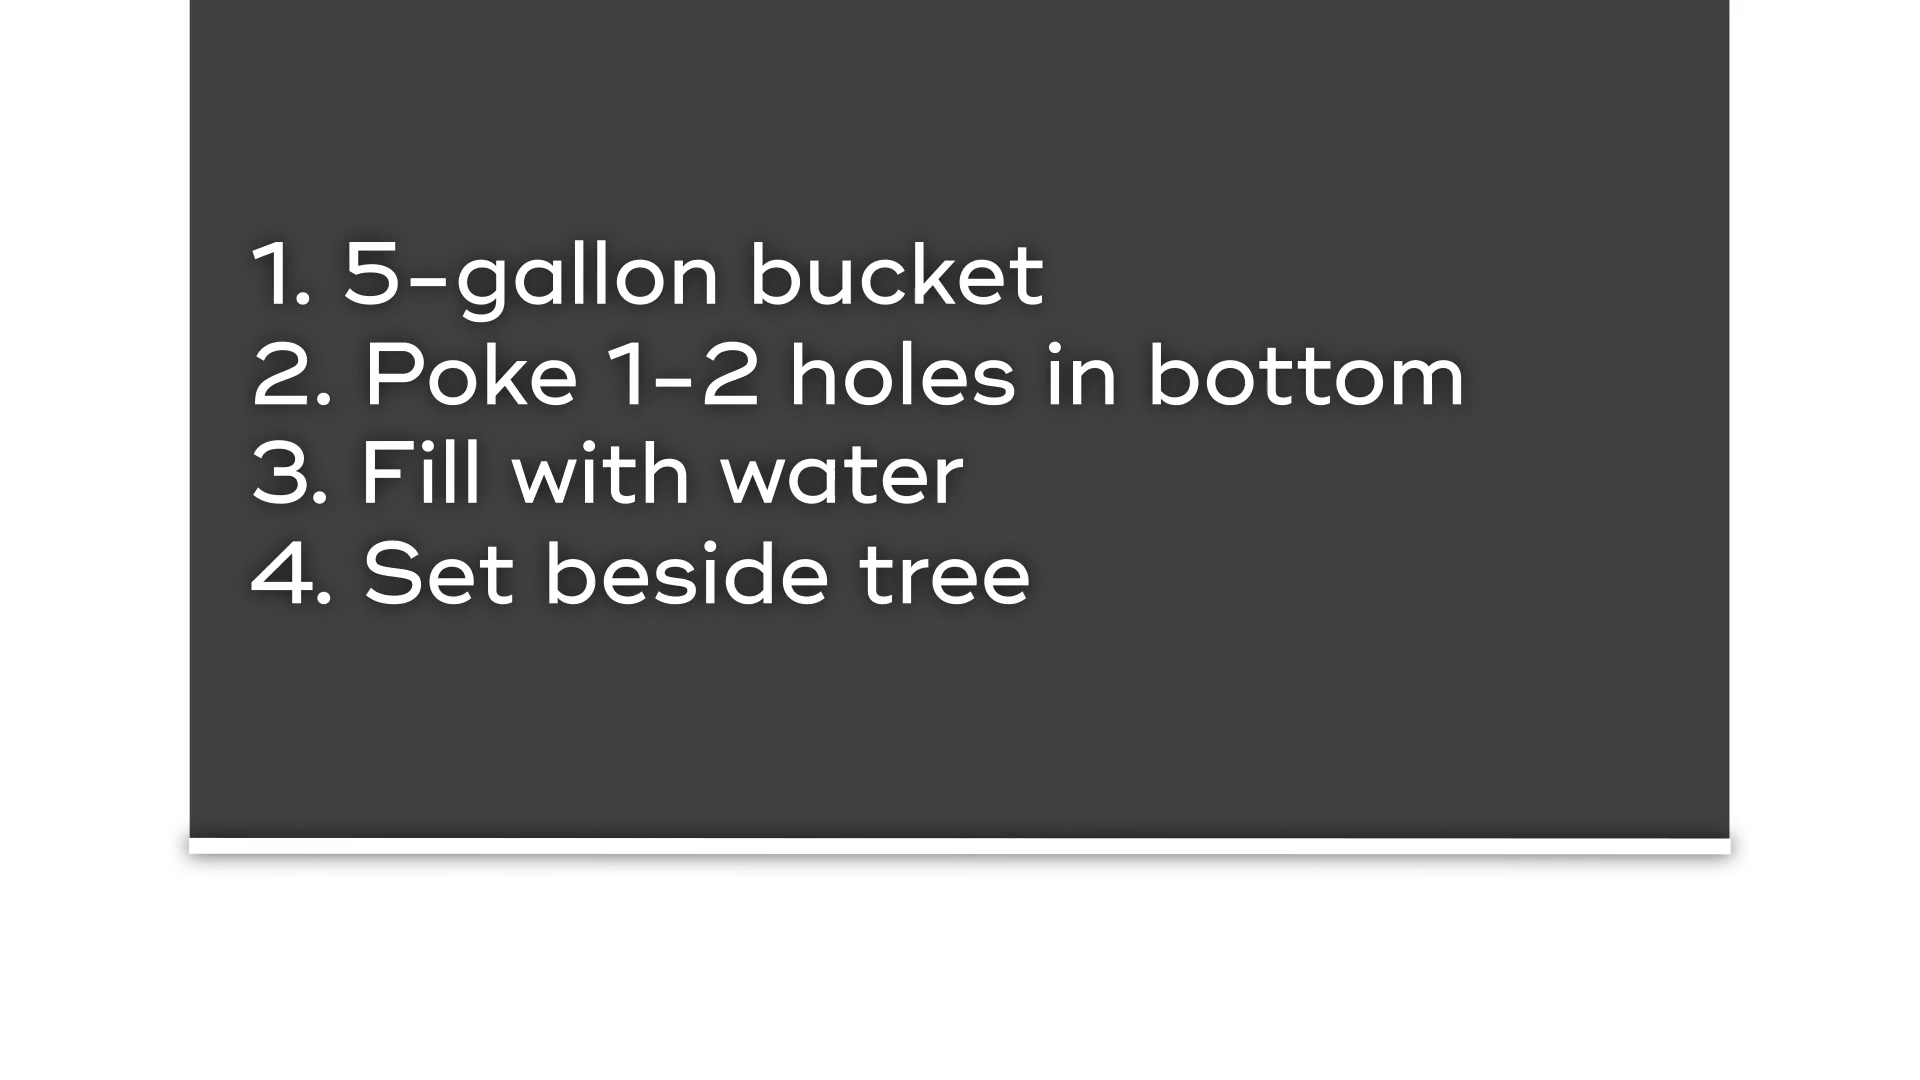 1. 5-gallon bucket
2. Poke 1-2 holes in bottom
3. Fill with water
4. Set beside tree